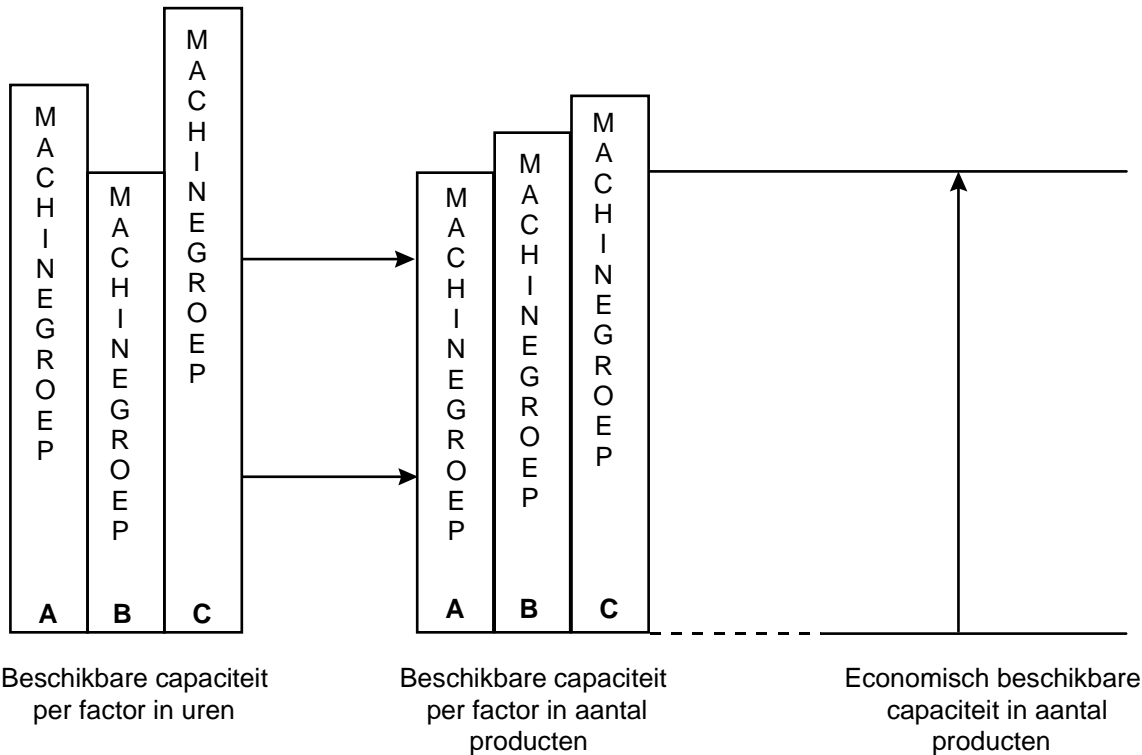 MACHINEGROEP
A
MACHINEGROEP
B
MACHINEGROEP
C
Beschikbare capaciteit
per factor in uren
MACHINEGROEP
A
MACHINEGROEP
B
MACHINEGROEP
C
Beschikbare capaciteit
per factor in aantal
producten
Economisch beschikbare
capaciteit in aantal
producten